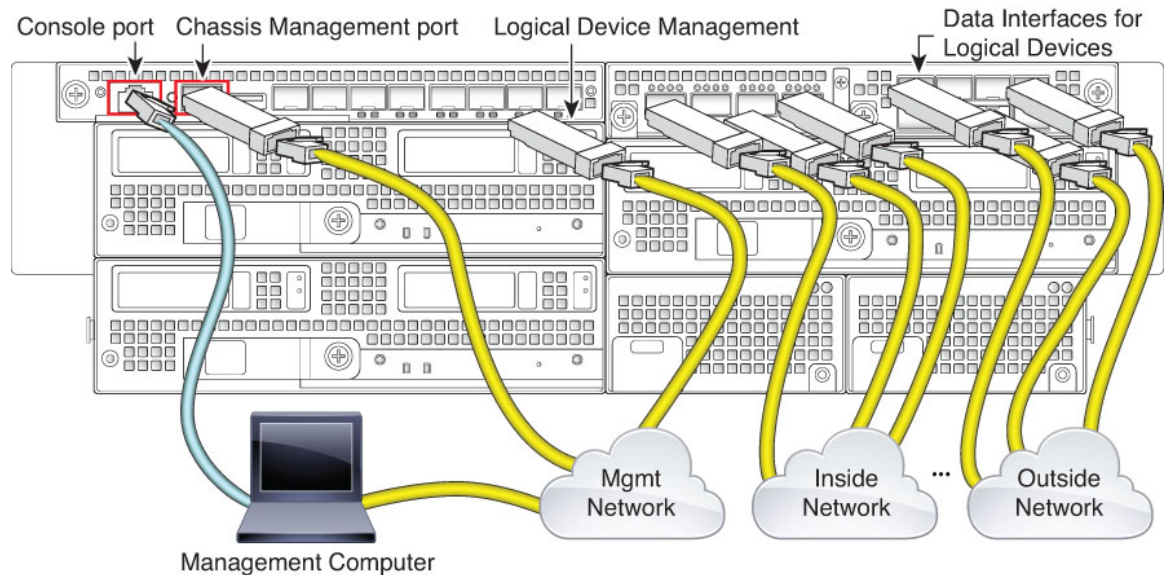 Console port
Chassis Management port
Logical Device Management
Data Interfaces for
Logical Devices
Mgmt
Network
Inside
Network
...
Outside
Network
Management Computer